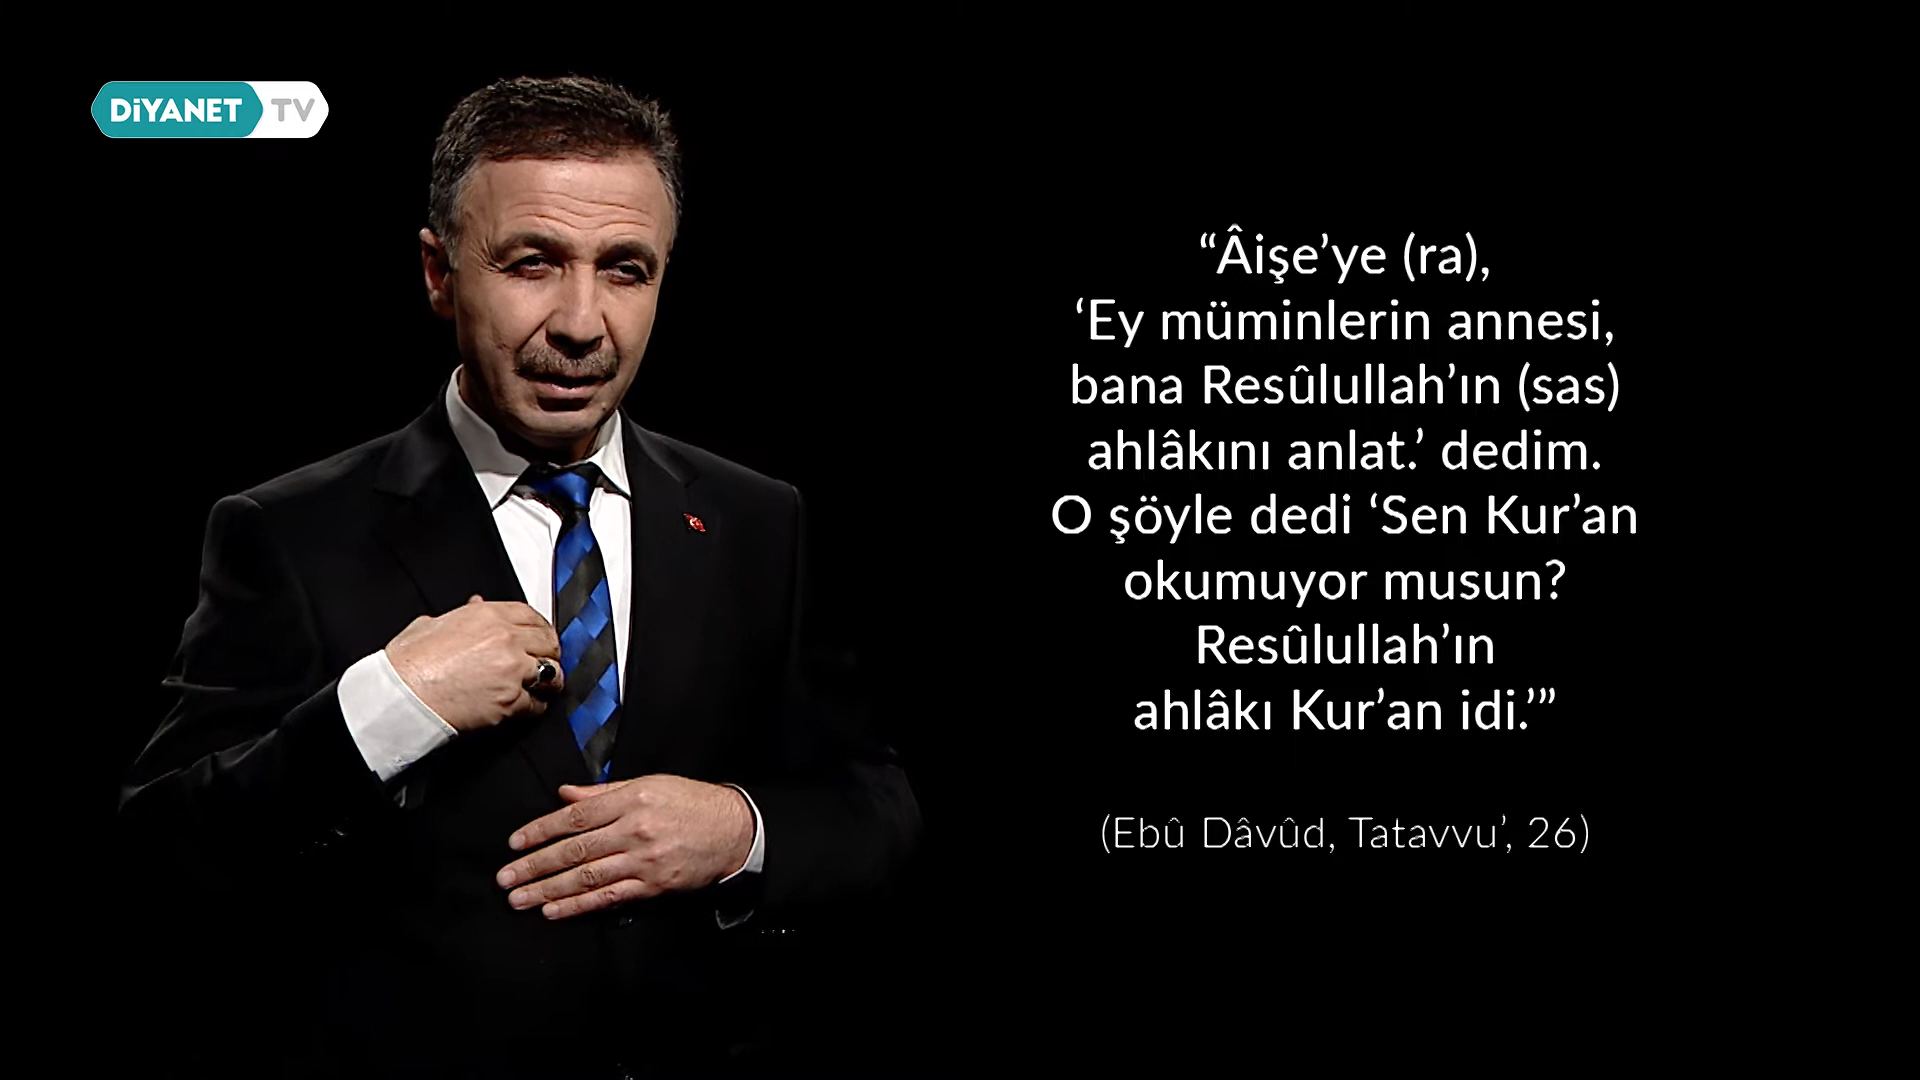 DİYANET TV
“Âişe’ye (ra),
‘Ey müminlerin annesi,
bana Resûlullah’ın (sas)
ahlâkını anlat.’ dedim.
O şöyle dedi ‘Sen Kur’an
okumuyor musun?
Resûlullah’ın
ahlâkı Kur’an idi.’”
(Ebû Dâvûd, Tatavvu’, 26)